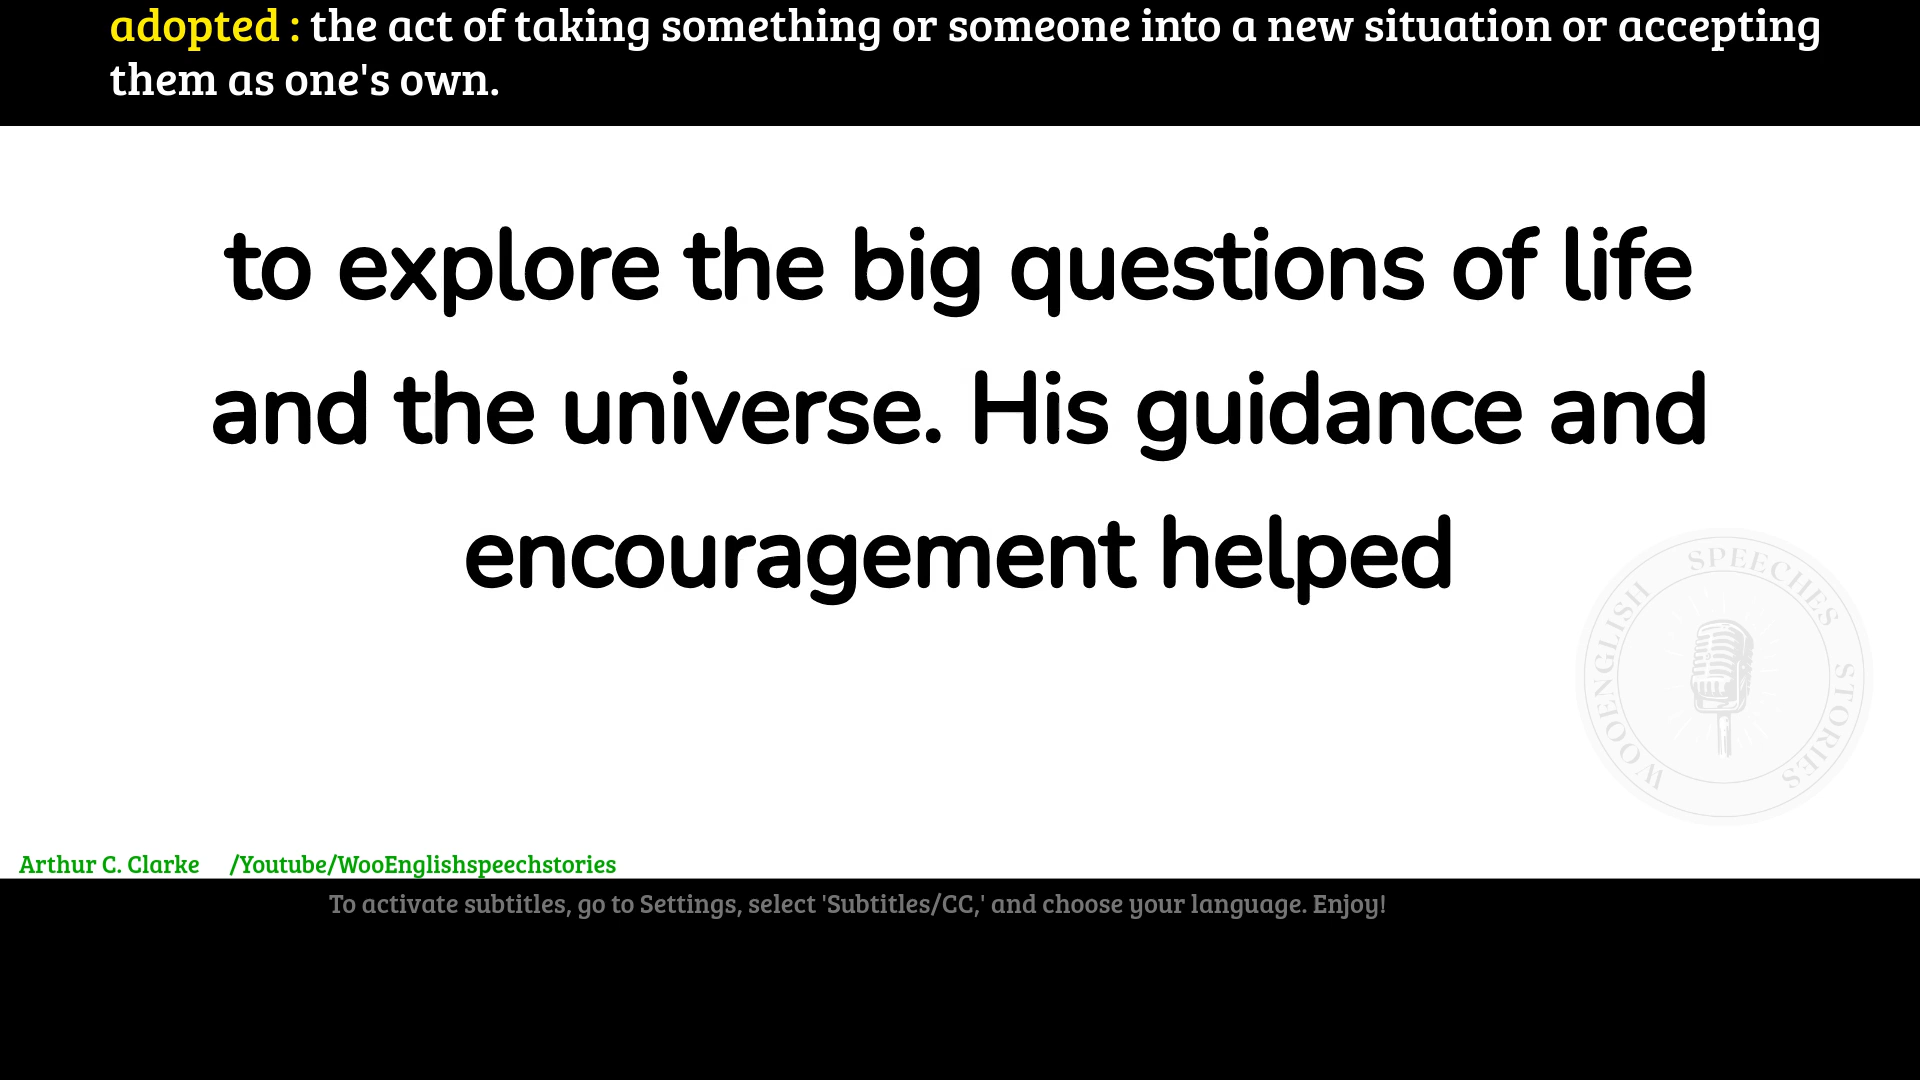 adopted : the act of taking something or someone into a new situation or accepting
them as one's own.
to explore the big questions of life
and the universe. His guidance and
encouragement helped
WOOENGLISH SPEECHES STORIES
Arthur C. Clarke /Youtube/WooEnglishspeechstories
To activate subtitles, go to Settings, select 'Subtitles/CC,' and choose your language. Enjoy!